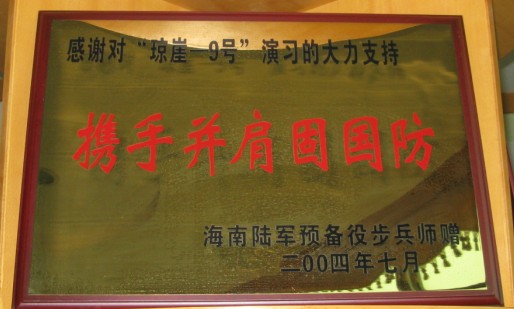 感谢对“琼崖—9号”演习的大力支持
携手并肩固国防
海南陆军预备役步兵师赠
二00四年七月